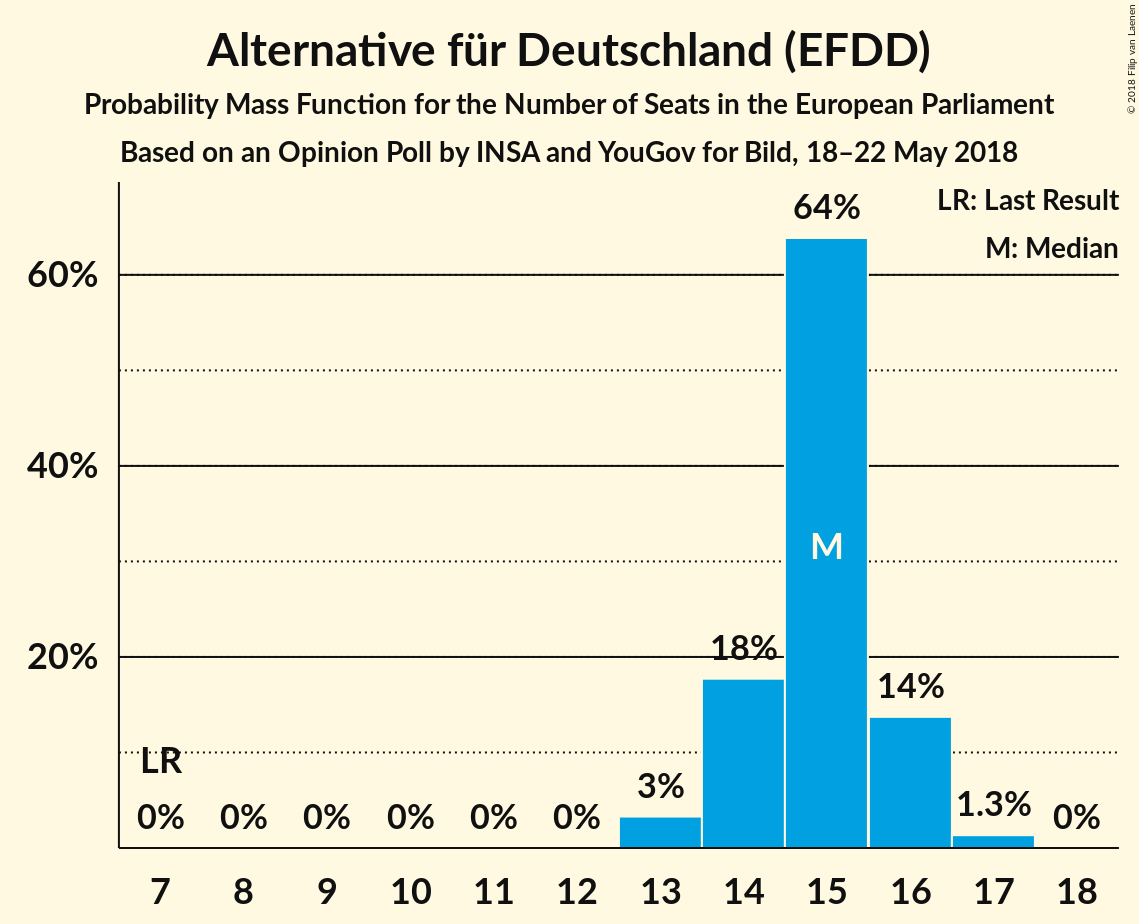 Alternative für Deutschland (EFDD)
Probability Mass Function for the Number of Seats in the European Parliament
Based on an Opinion Poll by INSA and YouGov for Bild, 18–22 May 2018
© 2018 Filip van Laenen
LR: Last Result
M: Median
60%
40%
20%
LR
0% 0% 0% 0% 0% 0% 3% 18% 64% 14% 1.3% 0%
M
7 8 9 10 11 12 13 14 15 16 17 18